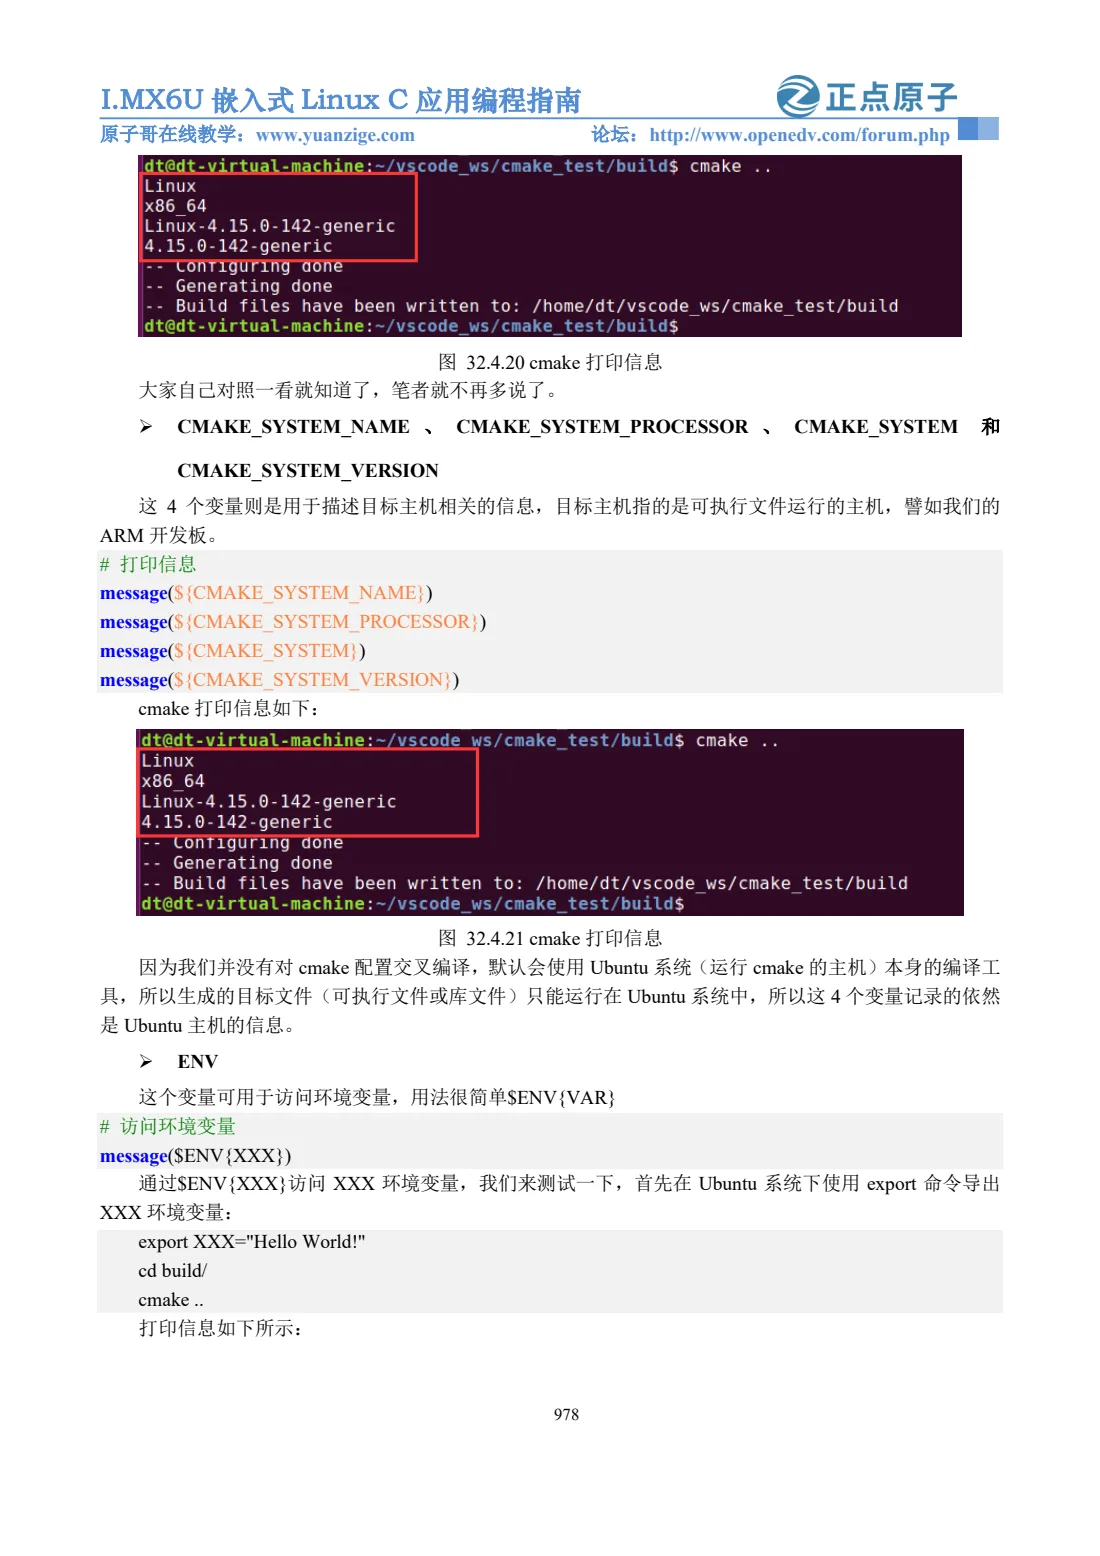 I.MX6U 嵌入式 Linux C 应用编程指南
正点原子
原子哥在线教学：www.yuanzige.com 论坛：http://www.openedv.com/forum.php
dt@dt-virtual-machine:~/vscode_ws/cmake_test/build$ cmake ..
Linux
x86_64
Linux-4.15.0-142-generic
4.15.0-142-generic
-- Configuring done
-- Generating done
-- Build files have been written to: /home/dt/vscode_ws/cmake_test/build
dt@dt-virtual-machine:~/vscode_ws/cmake_test/build$
图 32.4.20 cmake 打印信息
大家自己对照一看就知道了，笔者就不再多说了。
➢ CMAKE_SYSTEM_NAME 、 CMAKE_SYSTEM_PROCESSOR 、 CMAKE_SYSTEM 和
CMAKE_SYSTEM_VERSION
这 4 个变量则是用于描述目标主机相关的信息，目标主机指的是可执行文件运行的主机，譬如我们的
ARM 开发板。
# 打印信息
message(${CMAKE_SYSTEM_NAME})
message(${CMAKE_SYSTEM_PROCESSOR})
message(${CMAKE_SYSTEM})
message(${CMAKE_SYSTEM_VERSION})
cmake 打印信息如下：
dt@dt-virtual-machine:~/vscode_ws/cmake_test/build$ cmake ..
Linux
x86_64
Linux-4.15.0-142-generic
4.15.0-142-generic
-- Configuring done
-- Generating done
-- Build files have been written to: /home/dt/vscode_ws/cmake_test/build
dt@dt-virtual-machine:~/vscode_ws/cmake_test/build$
图 32.4.21 cmake 打印信息
因为我们并没有对 cmake 配置交叉编译，默认会使用 Ubuntu 系统（运行 cmake 的主机）本身的编译工
具，所以生成的目标文件（可执行文件或库文件）只能运行在 Ubuntu 系统中，所以这 4 个变量记录的依然
是 Ubuntu 主机的信息。
➢ ENV
这个变量可用于访问环境变量，用法很简单$ENV{VAR}
# 访问环境变量
message($ENV{XXX})
通过$ENV{XXX}访问 XXX 环境变量，我们来测试一下，首先在 Ubuntu 系统下使用 export 命令导出
XXX 环境变量：
export XXX="Hello World!"
cd build/
cmake ..
打印信息如下所示：
978